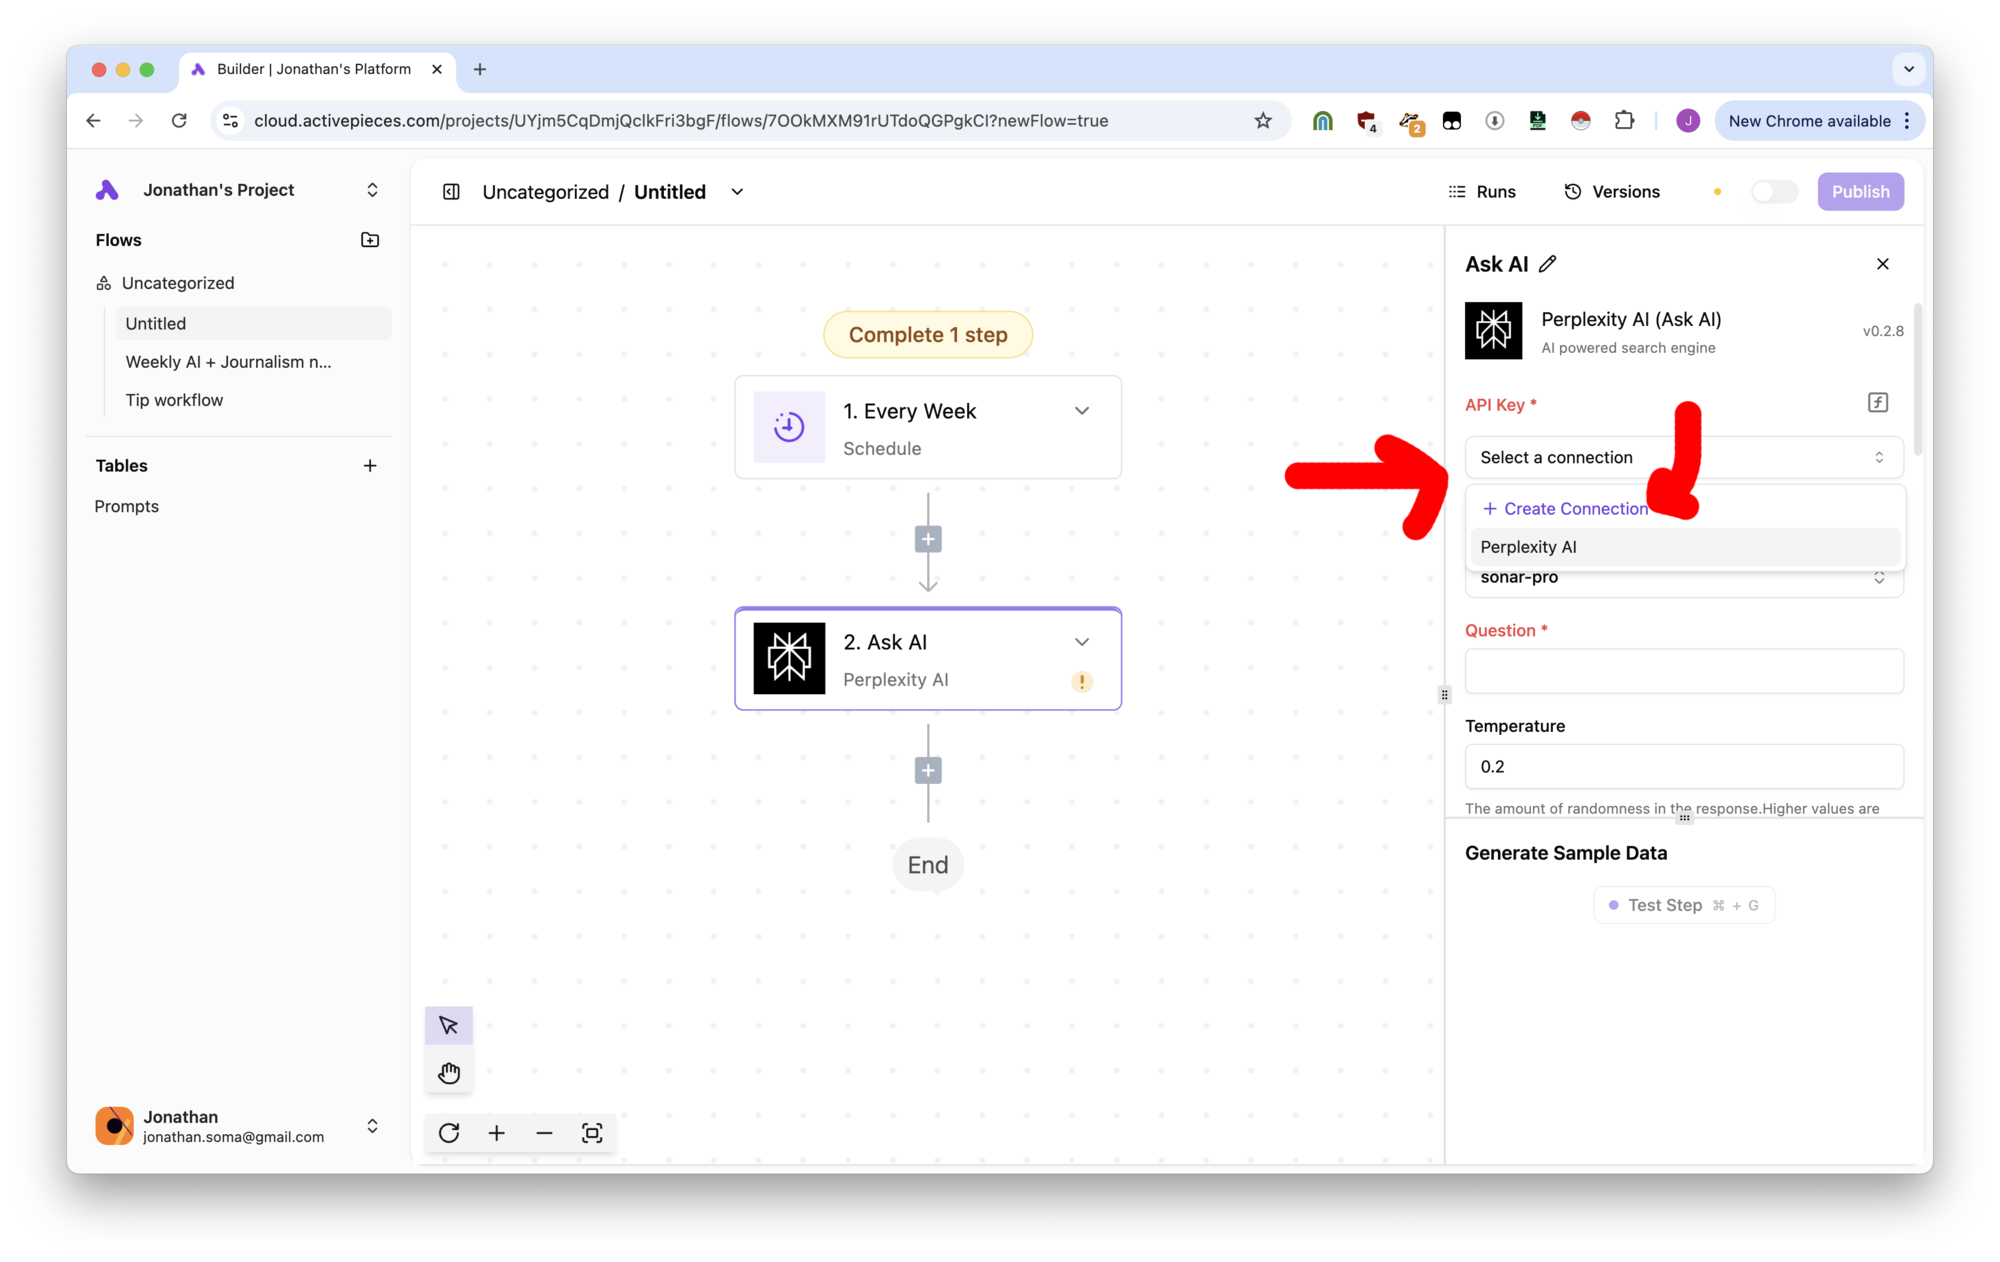 Builder | Jonathan's Platform
cloud.activepieces.com/projects/UYjm5CqDmjQclkFri3bgF/flows/7OOkMXM91rUTdoQGPgkCl?newFlow=true
4
2
J
New Chrome available
Jonathan's Project
Flows
Uncategorized
Untitled
Weekly AI + Journalism n...
Tip workflow
Tables
Prompts
Jonathan
jonathan.soma@gmail.com
Uncategorized / Untitled
Runs
Versions
Publish
Complete 1 step
1. Every Week
Schedule
2. Ask AI
Perplexity AI
!
End
Ask AI
Perplexity AI (Ask AI)
AI powered search engine
v0.2.8
API Key *
Select a connection
+ Create Connection
Perplexity AI
sonar-pro
Question *
Temperature
0.2
The amount of randomness in the response.Higher values are
Generate Sample Data
Test Step ⌘ + G